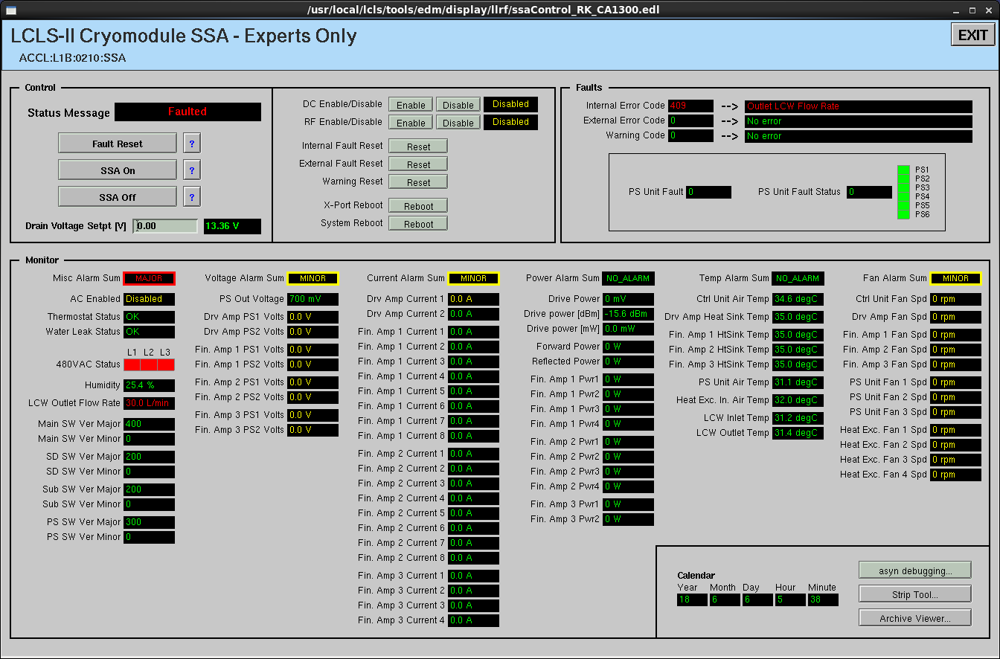 /usr/local/lcls/tools/edm/display/llrf/ssaControl_RK_CA1300.edl
LCLS-II Cryomodule SSA - Experts Only
EXIT
ACCL:L1B:0210:SSA
Control
Status Message Faulted
Fault Reset ?
SSA On ?
SSA Off ?
Drain Voltage Setpt [V] 0.00 13.36 V
DC Enable/Disable Enable Disable Disabled
RF Enable/Disable Enable Disable Disabled
Internal Fault Reset Reset
External Fault Reset Reset
Warning Reset Reset
X-Port Reboot Reboot
System Reboot Reboot
Faults
Internal Error Code 409 --> Outlet LCW Flow Rate
External Error Code 0 --> No error
Warning Code 0 --> No error
PS Unit Fault 0 PS Unit Fault Status 0
PS1
PS2
PS3
PS4
PS5
PS6
Monitor
Misc Alarm Sum MAJOR
AC Enabled Disabled
Thermostat Status OK
Water Leak Status OK
L1 L2 L3
480VAC Status
Humidity 25.4 %
LCW Outlet Flow Rate 30.0 L/min
Main SW Ver Major 400
Main SW Ver Minor 0
SD SW Ver Major 200
SD SW Ver Minor 0
Sub SW Ver Major 200
Sub SW Ver Minor 0
PS SW Ver Major 300
PS SW Ver Minor 0
Voltage Alarm Sum MINOR
PS Out Voltage 700 mV
Drv Amp PS1 Volts 0.0 V
Drv Amp PS2 Volts 0.0 V
Fin. Amp 1 PS1 Volts 0.0 V
Fin. Amp 1 PS2 Volts 0.0 V
Fin. Amp 2 PS1 Volts 0.0 V
Fin. Amp 2 PS2 Volts 0.0 V
Fin. Amp 3 PS1 Volts 0.0 V
Fin. Amp 3 PS2 Volts 0.0 V
Current Alarm Sum MINOR
Drv Amp Current 1 0.0 A
Drv Amp Current 2 0.0 A
Fin. Amp 1 Current 1 0.0 A
Fin. Amp 1 Current 2 0.0 A
Fin. Amp 1 Current 3 0.0 A
Fin. Amp 1 Current 4 0.0 A
Fin. Amp 1 Current 5 0.0 A
Fin. Amp 1 Current 6 0.0 A
Fin. Amp 1 Current 7 0.0 A
Fin. Amp 1 Current 8 0.0 A
Fin. Amp 2 Current 1 0.0 A
Fin. Amp 2 Current 2 0.0 A
Fin. Amp 2 Current 3 0.0 A
Fin. Amp 2 Current 4 0.0 A
Fin. Amp 2 Current 5 0.0 A
Fin. Amp 2 Current 6 0.0 A
Fin. Amp 2 Current 7 0.0 A
Fin. Amp 2 Current 8 0.0 A
Fin. Amp 3 Current 1 0.0 A
Fin. Amp 3 Current 2 0.0 A
Fin. Amp 3 Current 3 0.0 A
Fin. Amp 3 Current 4 0.0 A
Power Alarm Sum NO_ALARM
Drive Power 0 mV
Drive power [dBm] -15.6 dBm
Drive power [mW] 0.0 mW
Forward Power 0 W
Reflected Power 0 W
Fin. Amp 1 Pwr1 0 W
Fin. Amp 1 Pwr2 0 W
Fin. Amp 1 Pwr3 0 W
Fin. Amp 1 Pwr4 0 W
Fin. Amp 2 Pwr1 0 W
Fin. Amp 2 Pwr2 0 W
Fin. Amp 2 Pwr3 0 W
Fin. Amp 2 Pwr4 0 W
Fin. Amp 3 Pwr1 0 W
Fin. Amp 3 Pwr2 0 W
Temp Alarm Sum NO_ALARM
Ctrl Unit Air Temp 34.6 degC
Drv Amp Heat Sink Temp 35.0 degC
Fin. Amp 1 HtSink Temp 35.0 degC
Fin. Amp 2 HtSink Temp 35.0 degC
Fin. Amp 3 HtSink Temp 35.0 degC
PS Unit Air Temp 31.1 degC
Heat Exc. In. Air Temp 32.0 degC
LCW Inlet Temp 31.2 degC
LCW Outlet Temp 31.4 degC
Fan Alarm Sum MINOR
Ctrl Unit Fan Spd 0 rpm
Drv Amp Fan Spd 0 rpm
Fin. Amp 1 Fan Spd 0 rpm
Fin. Amp 2 Fan Spd 0 rpm
Fin. Amp 3 Fan Spd 0 rpm
PS Unit Fan 1 Spd 0 rpm
PS Unit Fan 2 Spd 0 rpm
PS Unit Fan 3 Spd 0 rpm
Heat Exc. Fan 1 Spd 0 rpm
Heat Exc. Fan 2 Spd 0 rpm
Heat Exc. Fan 3 Spd 0 rpm
Heat Exc. Fan 4 Spd 0 rpm
Calendar
Year Month Day Hour Minute
18 6 6 5 38
asyn debugging...
Strip Tool...
Archive Viewer...